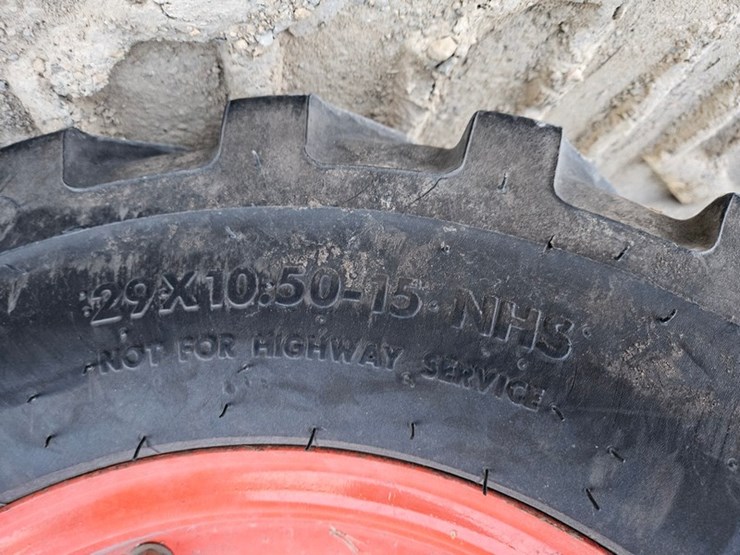 29X10.50-15 NHS
NOT FOR HIGHWAY SERVICE